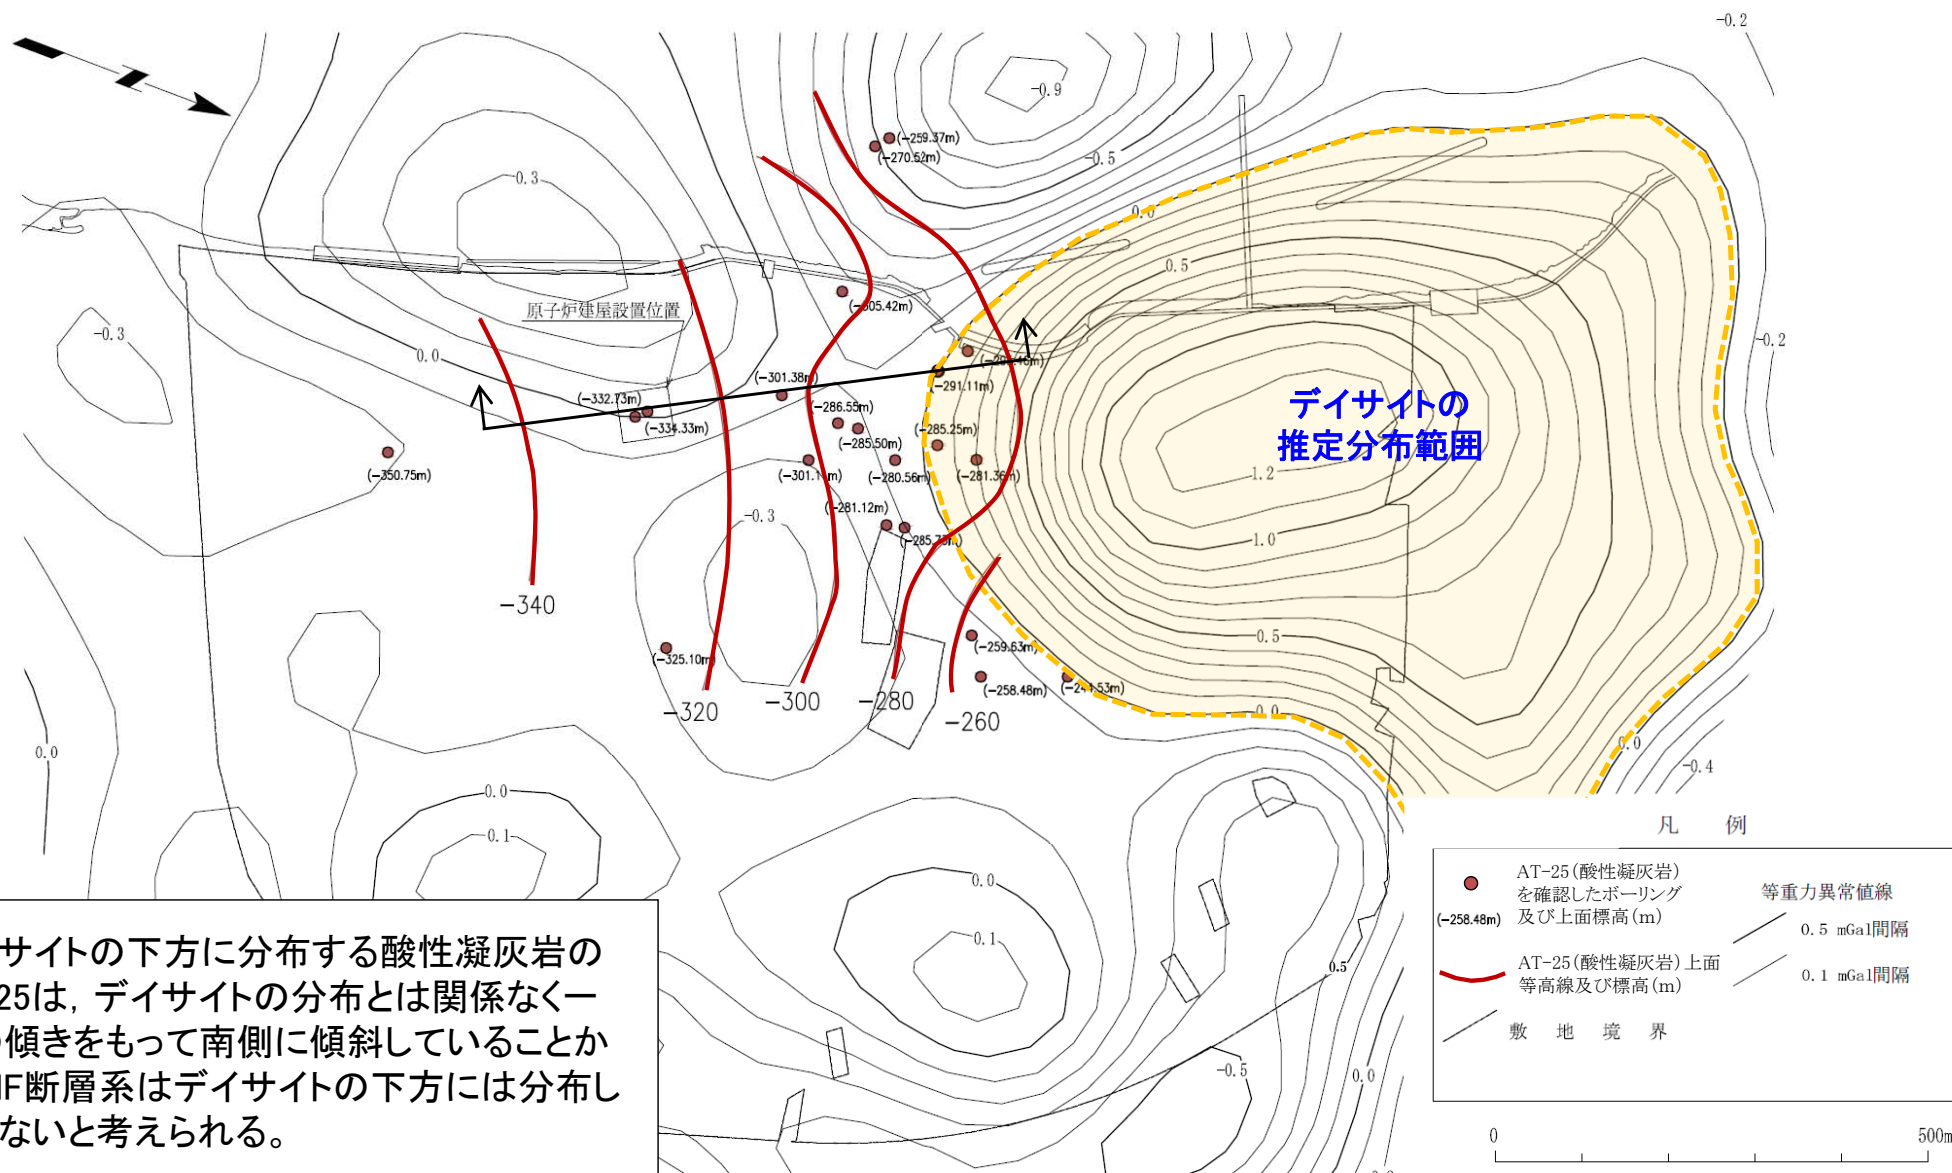 -0.2
-0.9
(-259.37m)
(-270.52m)
-0.5
0.3
0.0
0.5
(-305.42m)
原子炉建屋設置位置
-0.3
0.0
-0.2
(-301.38m)
(-291.11m)
(-332.73m)
(-286.55m)
デイサイトの
推定分布範囲
(-334.33m)
(-285.50m)
(-285.25m)
(-350.75m)
(-280.56m)
(-281.36m)
-1.2
-0.3
(-281.12m)
1.0
-340
0.5
(-259.63m)
(-325.10m)
(-258.48m)
-320
-300
-280
-260
0.0
0.0
0.0
-0.4
0.0
0.1
0.0
0.1
0.5
-0.5
0.0
凡 例
AT-25(酸性凝灰岩)
を確認したボーリング
及び上面標高(m)
(-258.48m)
AT-25(酸性凝灰岩)上面
等高線及び標高(m)
敷 地 境 界
等重力異常値線
0.5 mGal間隔
0.1 mGal間隔
0 500m
サイトの下方に分布する酸性凝灰岩の
25は，デイサイトの分布とは関係なく一
傾きをもって南側に傾斜していることか
F断層系はデイサイトの下方には分布し
ないと考えられる。